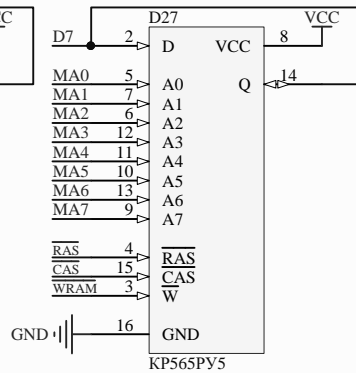 CC
D27
VCC
D7 2 D VCC 8
MA0 5 A0 Q 14
MA1 7 A1
MA2 6 A2
MA3 12 A3
MA4 11 A4
MA5 10 A5
MA6 13 A6
MA7 9 A7
RAS 4 RAS
CAS 15 CAS
WRAM 3 W
GND 16 GND
КР565РУ5